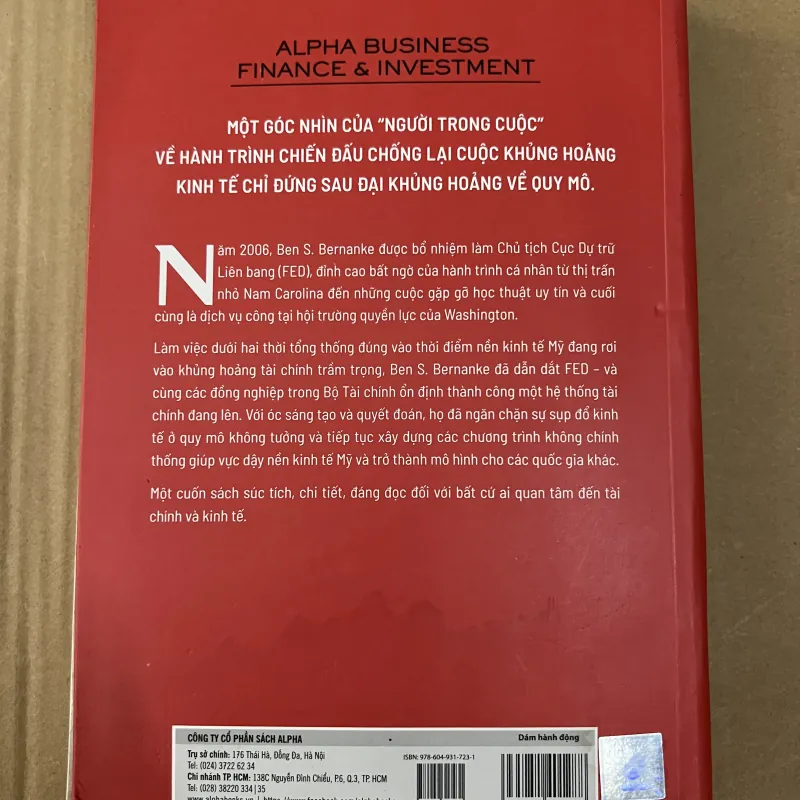 ALPHA BUSINESS
FINANCE & INVESTMENT
MỘT GÓC NHÌN CỦA “NGƯỜI TRONG CUỘC”
VỀ HÀNH TRÌNH CHIẾN ĐẤU CHỐNG LẠI CUỘC KHỦNG HOẢNG
KINH TẾ CHỈ ĐỨNG SAU ĐẠI KHỦNG HOẢNG VỀ QUY MÔ.
Năm 2006, Ben S. Bernanke được bổ nhiệm làm Chủ tịch Cục Dự trữ
Liên bang (FED), đỉnh cao bất ngờ của hành trình cá nhân từ thị trấn
nhỏ Nam Carolina đến những cuộc gặp gỡ học thuật uy tín và cuối
cùng là dịch vụ công tại hội trường quyền lực của Washington.
Làm việc dưới hai thời tổng thống đúng vào thời điểm nền kinh tế Mỹ đang rơi
vào khủng hoảng tài chính trầm trọng, Ben S. Bernanke đã dẫn dắt FED – và
cùng các đồng nghiệp trong Bộ Tài chính ổn định thành công một hệ thống tài
chính đang lên. Với óc sáng tạo và quyết đoán, họ đã ngăn chặn sự sụp đổ kinh
tế ở quy mô không tưởng và tiếp tục xây dựng các chương trình không chính
thống giúp vực dậy nền kinh tế Mỹ và trở thành mô hình cho các quốc gia khác.
Một cuốn sách súc tích, chi tiết, đáng đọc đối với bất cứ ai quan tâm đến tài
chính và kinh tế.
CÔNG TY CỔ PHẦN SÁCH ALPHA
Dám hành động
Trụ sở chính: 176 Thái Hà, Đống Đa, Hà Nội
Tel: (024) 3722 62 34
Chi nhánh TP. HCM: 138C Nguyễn Đình Chiểu, P.6, Q.3, TP. HCM
Tel: (028) 38220 334 | 35
ISBN: 978-604-931-723-1